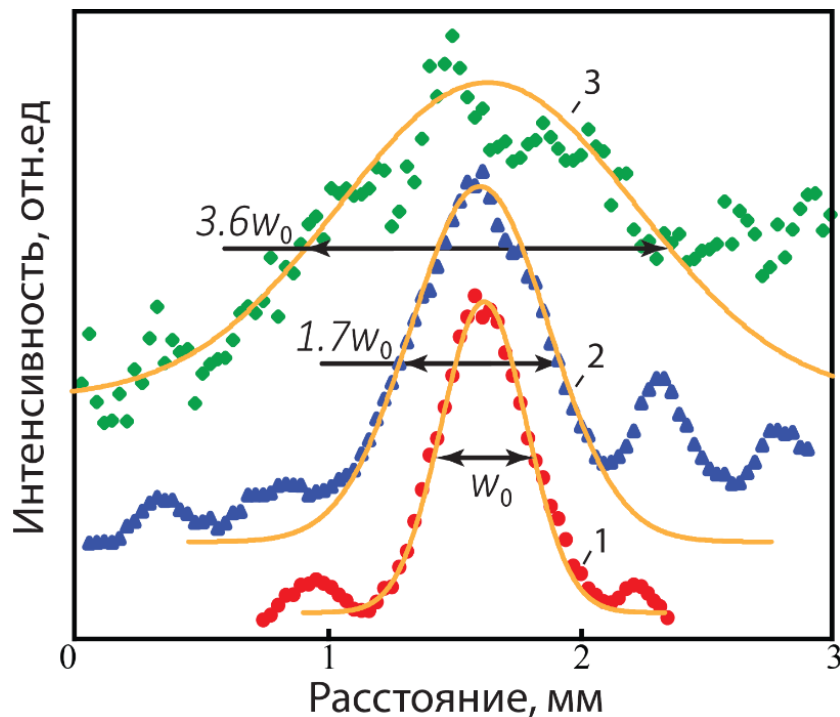 Интенсивность, отн.ед
3
3.6w₀
1.7w₀
2
w₀
1
0 1 2 3
Расстояние, мм